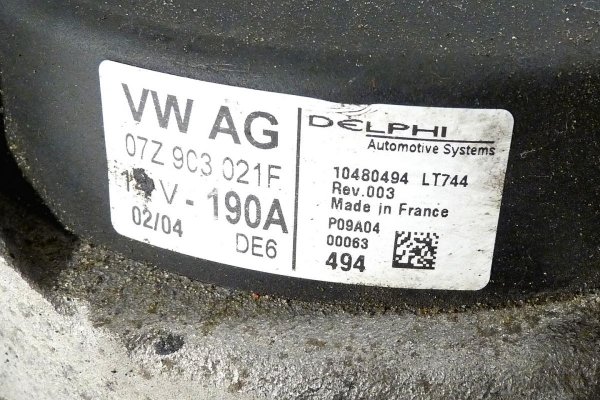 VW AG
07Z 903 021F
V - 190A
02/04 DE6
DELPHI
Automotive Systems
10480494 LT744
Rev.003
Made in France
P09A04
00063
494